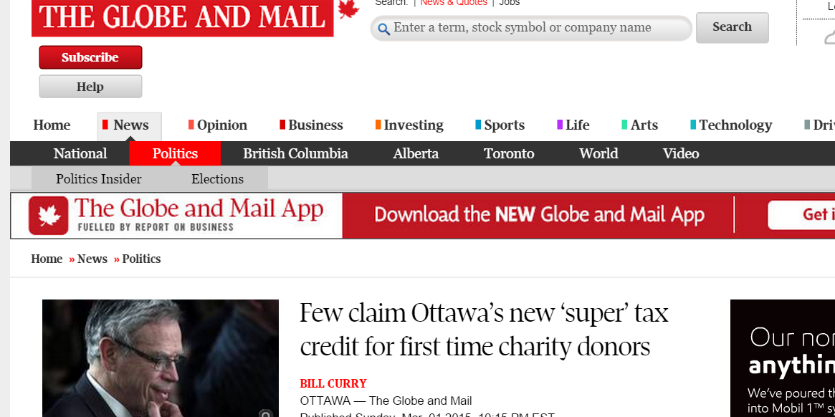 THE GLOBE AND MAIL
Search: | News & Quotes | Jobs
Enter a term, stock symbol or company name
Search
Subscribe
Help
Home News Opinion Business Investing Sports Life Arts Technology
National Politics British Columbia Alberta Toronto World Video
Politics Insider Elections
The Globe and Mail App
FUELLED BY REPORT ON BUSINESS
Download the NEW Globe and Mail App
Get i
Home » News » Politics
Few claim Ottawa's new ‘super’ tax
credit for first time charity donors
BILL CURRY
OTTAWA — The Globe and Mail
Published Sunday, Mar. 01 2015, 10:15 PM EST
Our non
anythin
We've poured th
into Mobil 1™ sy